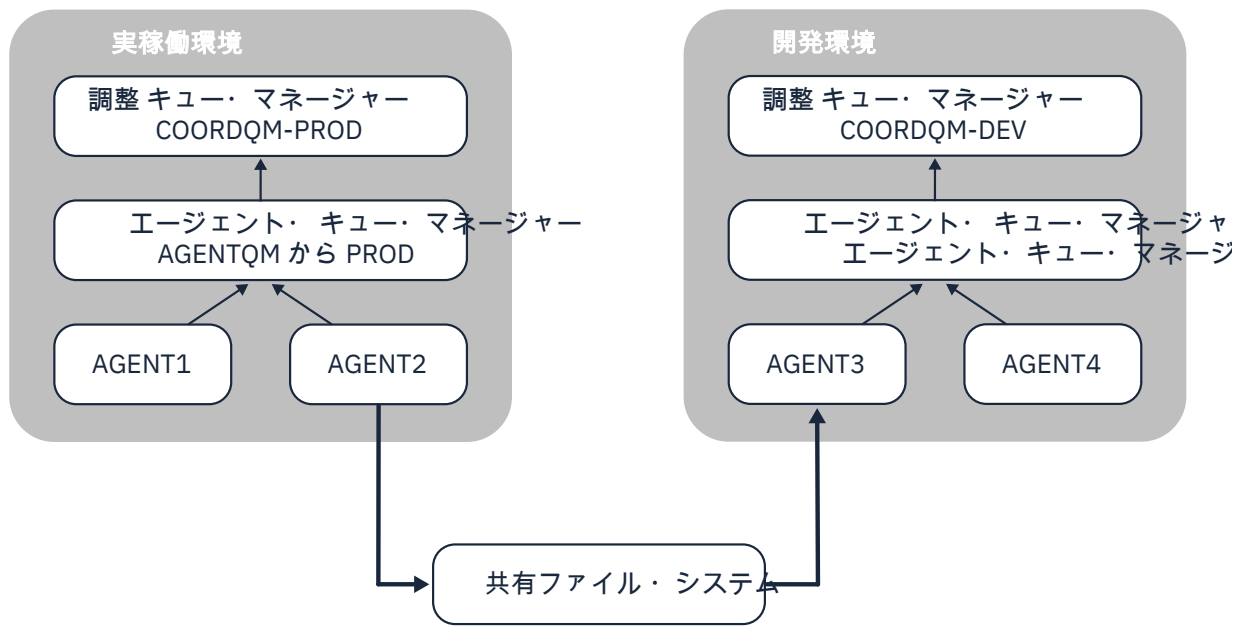 実稼働環境
調整 キュー・ マネージャー
COORDQM-PROD
エージェント・ キュー・ マネージャー
AGENTQM から PROD
AGENT1
AGENT2
開発環境
調整 キュー・ マネージャー
COORDQM-DEV
エージェント・ キュー・ マネージャ
エージェント・ キュー・ マネージ
AGENT3
AGENT4
共有ファイル・ システム